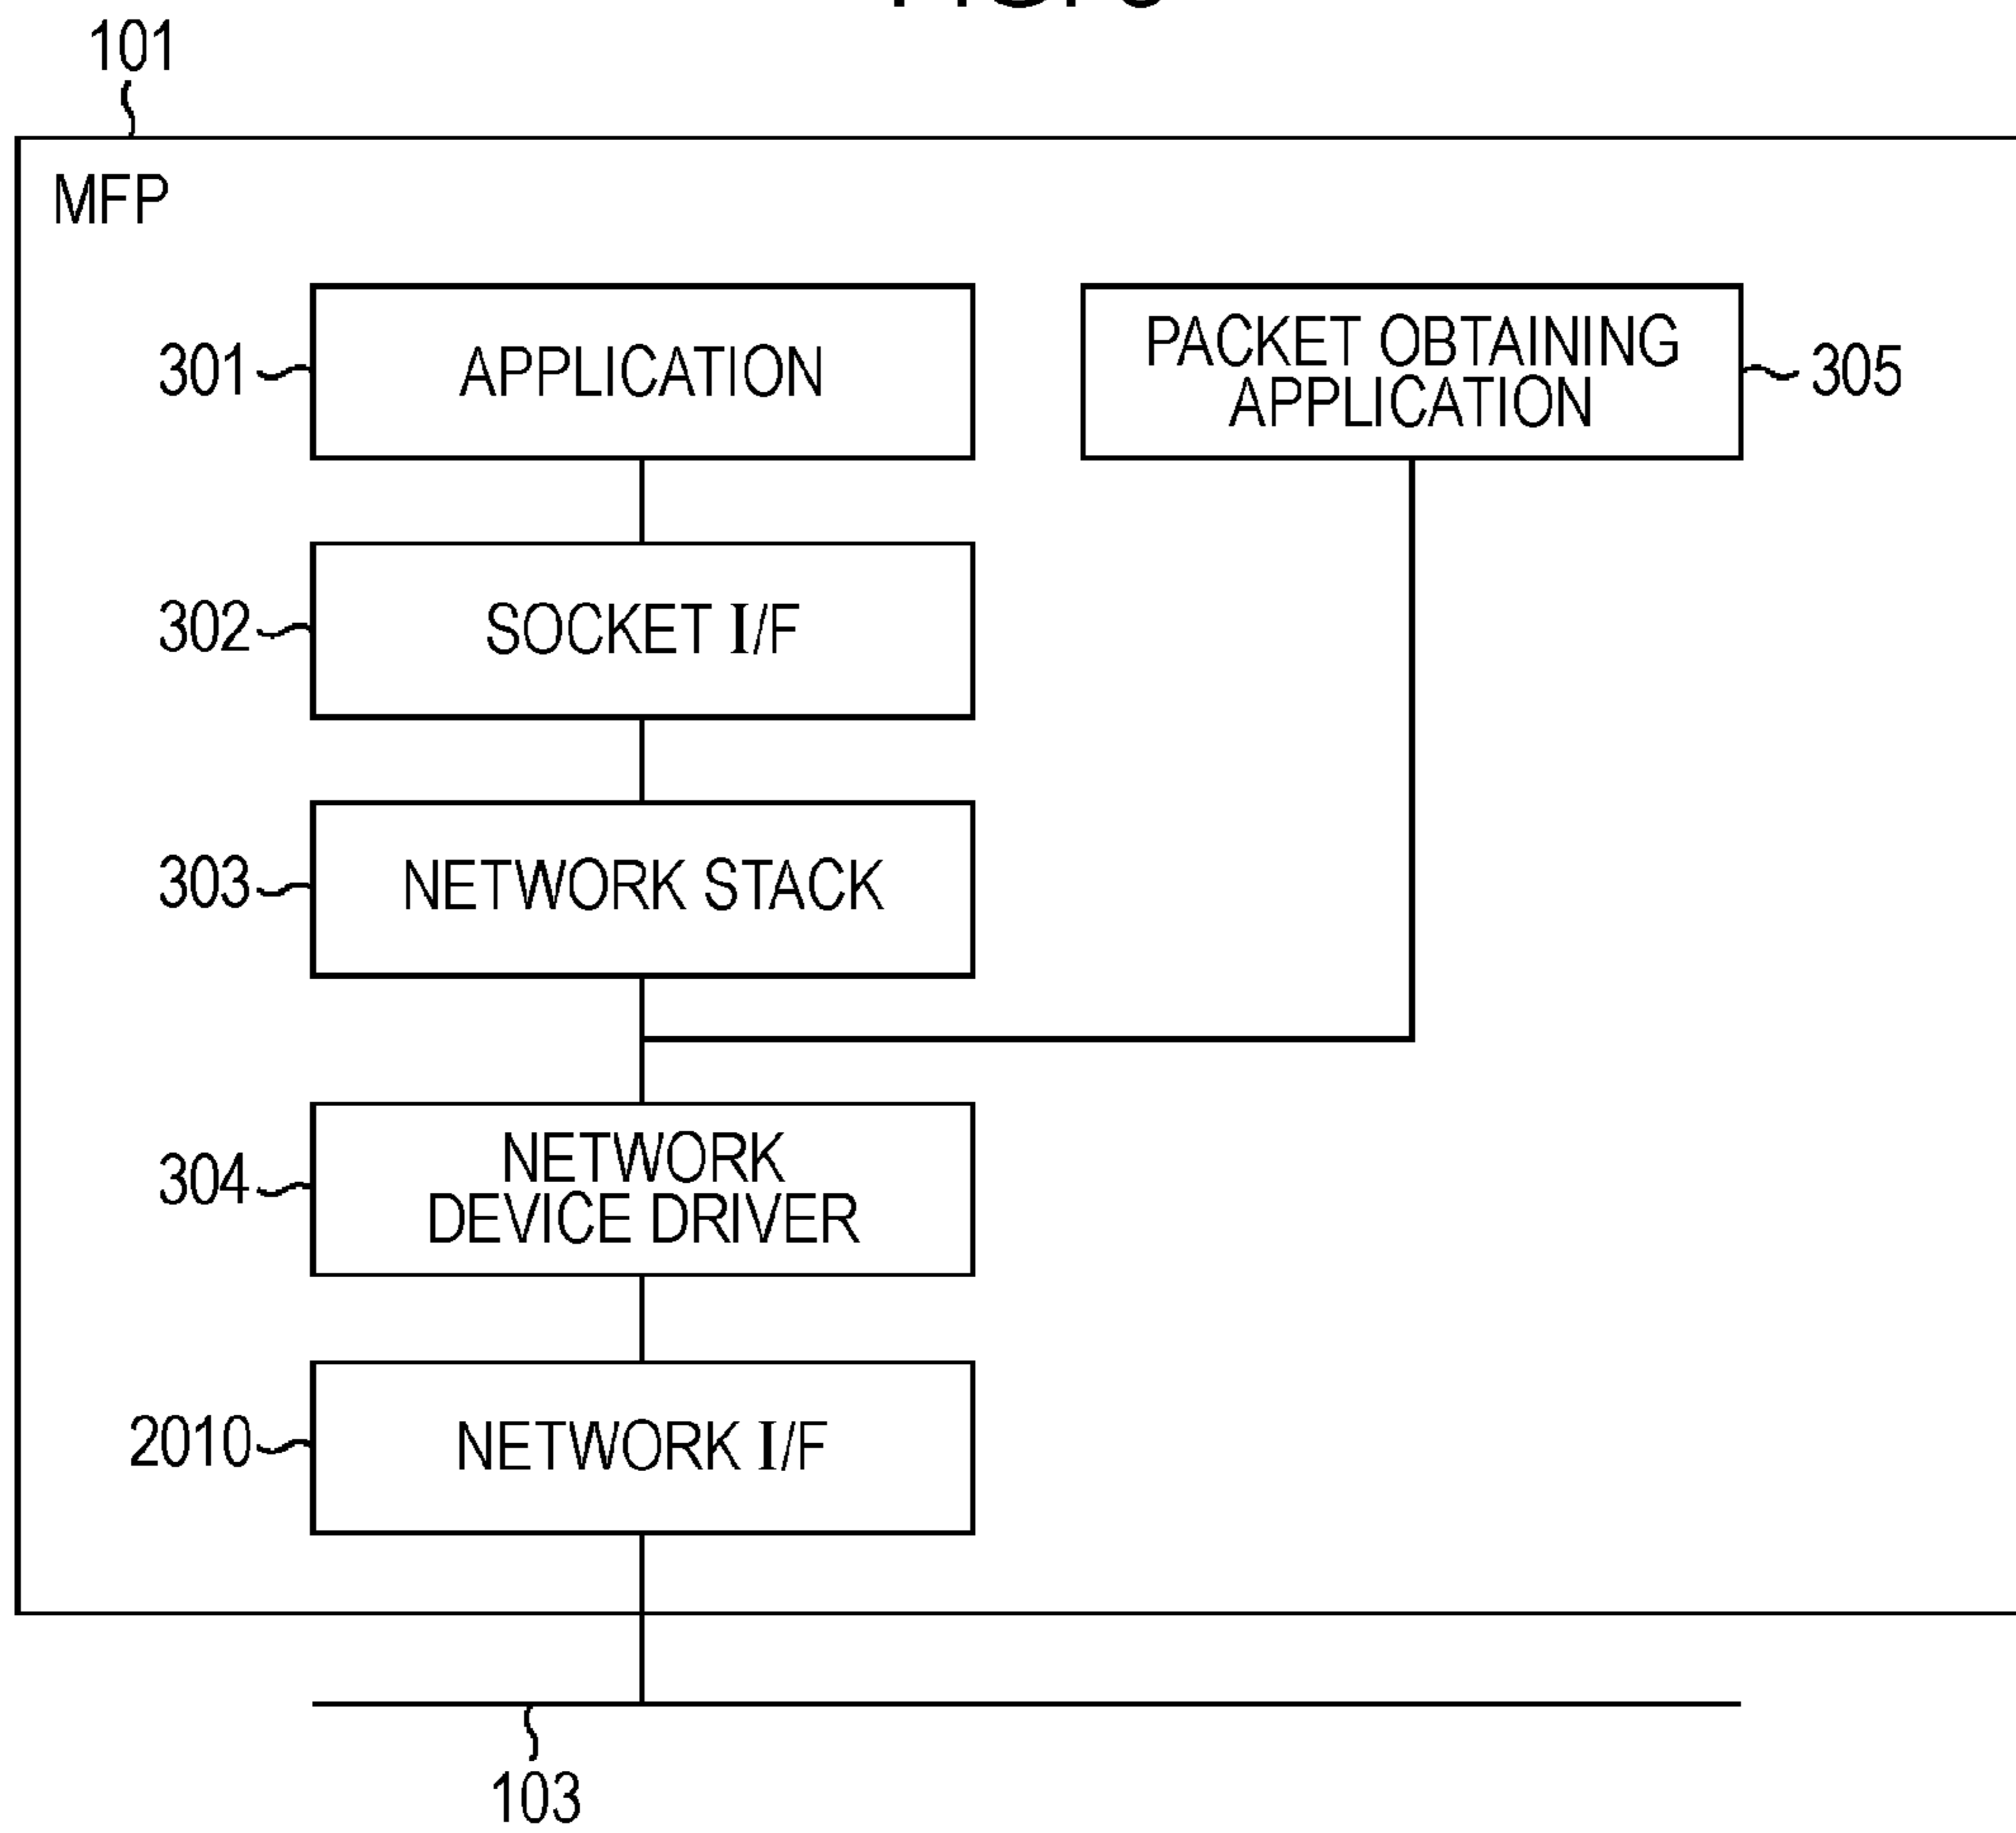 101
MFP
301
APPLICATION
PACKET OBTAINING
APPLICATION
305
302
SOCKET I/F
303
NETWORK STACK
304
NETWORK
DEVICE DRIVER
2010
NETWORK I/F
103